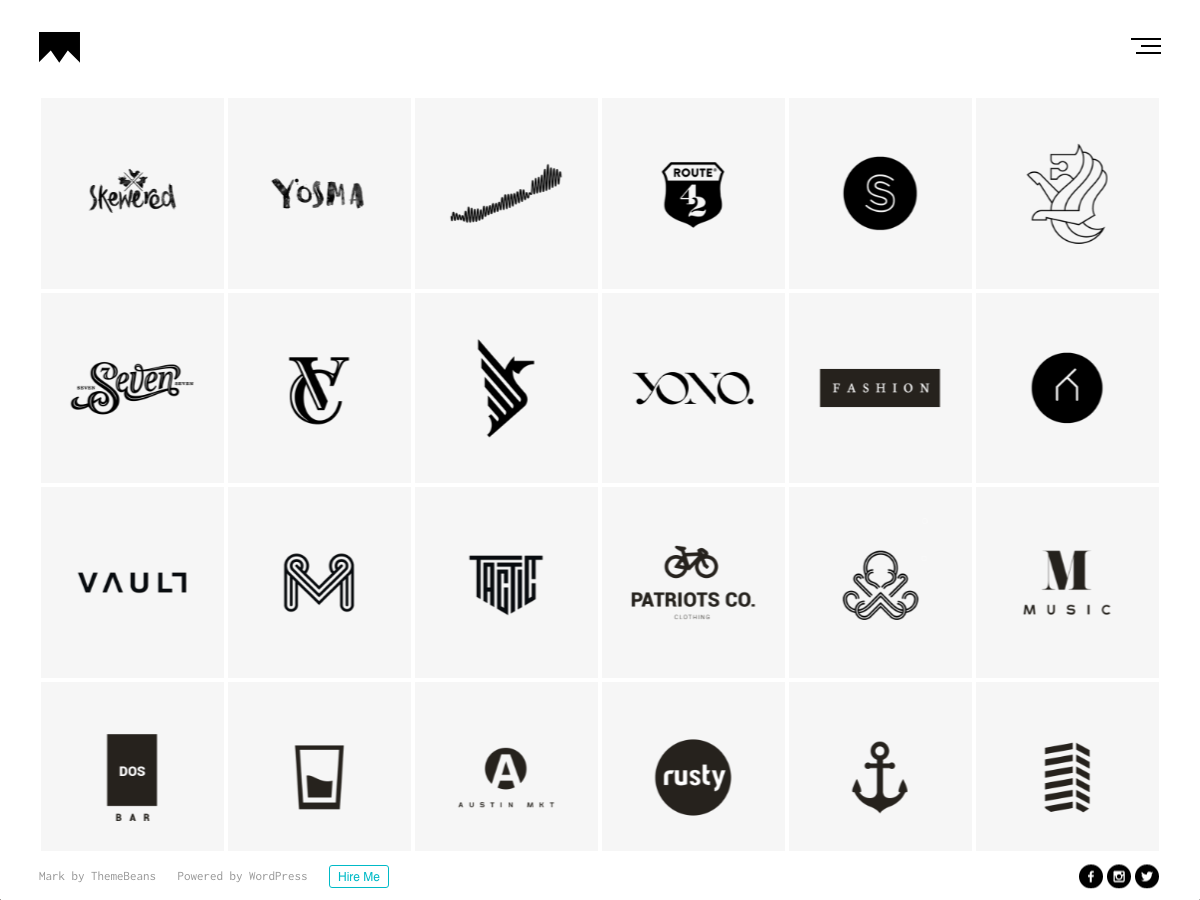 Skewered
YOSMA
ROUTE
42
S
SEVEN Seven SEVEN
VC
YONO.
FASHION
VAULT
M
TACTIC
PATRIOTS CO.
CLOTHING
M
MUSIC
DOS
BAR
A
AUSTIN MKT
rusty
Mark by ThemeBeans Powered by WordPress Hire Me